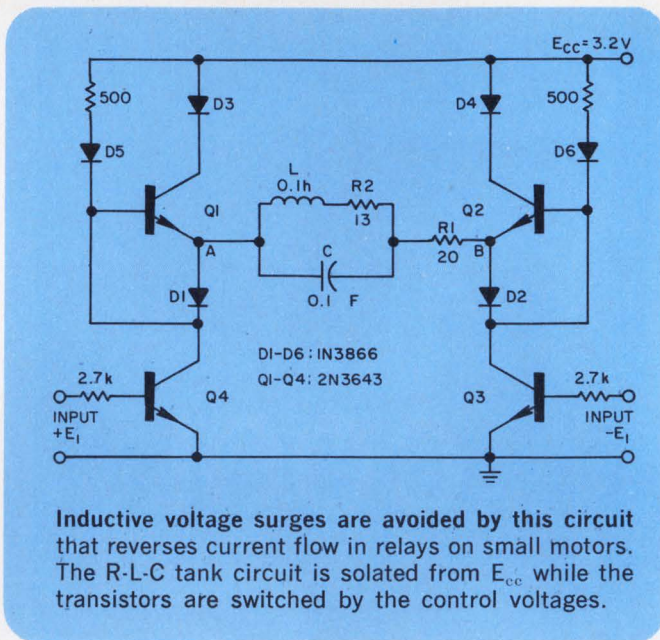 E_CC = 3.2V
500
D3
D4
500
D5
D6
L
0.1h
R2
13
Q1
Q2
R1
20
A
B
C
0.1 F
D1
D2
D1-D6: 1N3866
Q1-Q4: 2N3643
2.7k
Q4
Q3
2.7k
INPUT
+E1
INPUT
-E1
Inductive voltage surges are avoided by this circuit
that reverses current flow in relays on small motors.
The R-L-C tank circuit is solated from Ecc while the
transistors are switched by the control voltages.